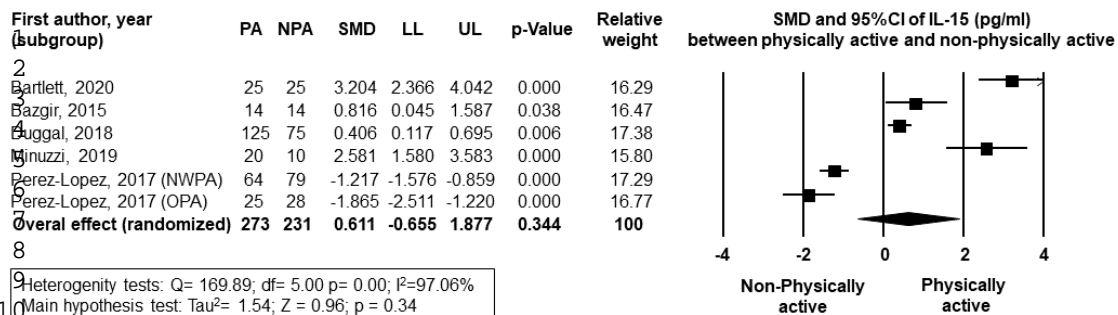 First author, year (subgroup) PA NPA SMD LL UL p-Value Relative weight
SMD and 95%CI of IL-15 (pg/ml) between physically active and non-physically active
1
2
Bartlett, 2020 25 25 3.204 2.366 4.042 0.000 16.29
3
Bazgir, 2015 14 14 0.816 0.045 1.587 0.038 16.47
4
Duggal, 2018 125 75 0.406 0.117 0.695 0.006 17.38
5
Minuzzi, 2019 20 10 2.581 1.580 3.583 0.000 15.80
Perez-Lopez, 2017 (NWPA) 64 79 -1.217 -1.576 -0.859 0.000 17.29
6
Perez-Lopez, 2017 (OPA) 25 28 -1.865 -2.511 -1.220 0.000 16.77
7
Overal effect (randomized) 273 231 0.611 -0.655 1.877 0.344 100
8
-4 -2 0 2 4
9
Heterogenity tests: Q= 169.89; df= 5.00 p= 0.00; I²=97.06%
10
Main hypothesis test: Tau²= 1.54; Z = 0.96; p = 0.34
Non-Physically active
Physically active